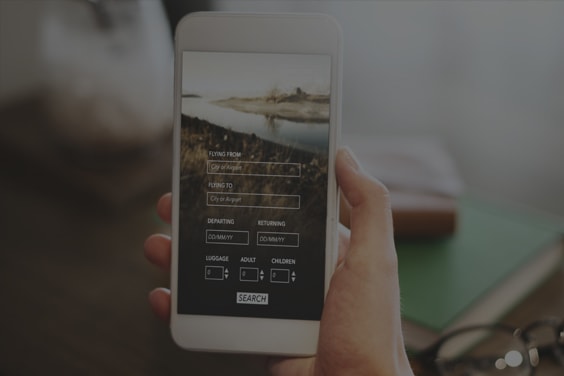 FLYING FROM
City or Airport
FLYING TO
City or Airport
DEPARTING RETURNING
DD/MM/YY DD/MM/YY
LUGGAGE ADULT CHILDREN
0 0 0
SEARCH